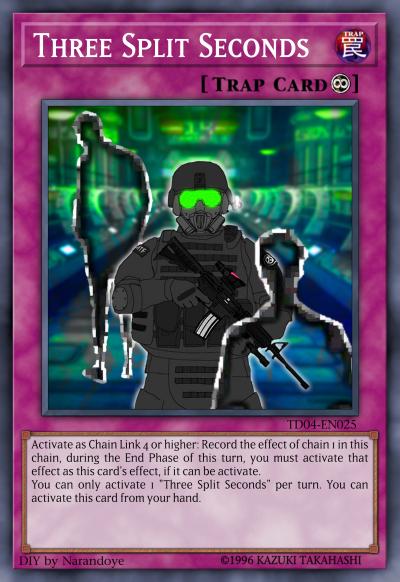 Three Split Seconds
TRAP
罠
[Trap Card]
TD04-EN025
Activate as Chain Link 4 or higher: Record the effect of chain 1 in this
chain, during the End Phase of this turn, you must activate that
effect as this card's effect, if it can be activate.
You can only activate 1 "Three Split Seconds" per turn. You can
activate this card from your hand.
DIY by Narandoye
©1996 KAZUKI TAKAHASHI